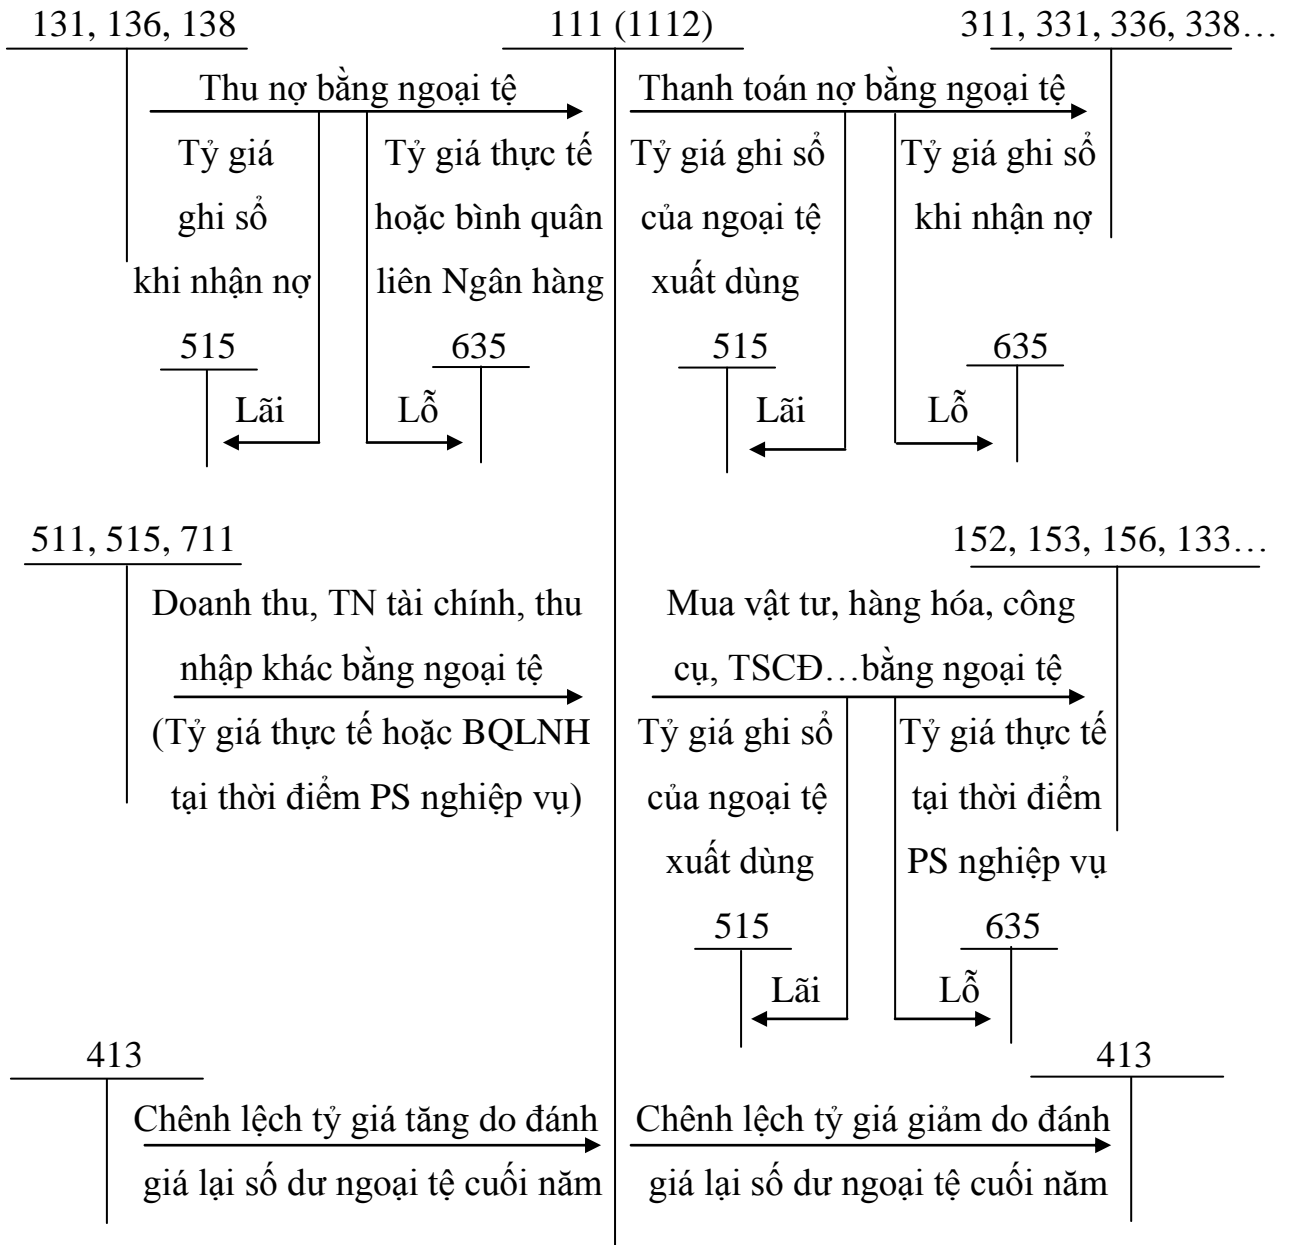 131, 136, 138
111 (1112)
311, 331, 336, 338…
Thu nợ bằng ngoại tệ
Thanh toán nợ bằng ngoại tệ
Tỷ giá
ghi sổ
khi nhận nợ
Tỷ giá thực tế
hoặc bình quân
liên Ngân hàng
Tỷ giá ghi sổ
của ngoại tệ
xuất dùng
Tỷ giá ghi sổ
khi nhận nợ
515
635
515
635
Lãi
Lỗ
Lãi
Lỗ
511, 515, 711
152, 153, 156, 133…
Doanh thu, TN tài chính, thu
nhập khác bằng ngoại tệ
(Tỷ giá thực tế hoặc BQLNH
tại thời điểm PS nghiệp vụ)
Mua vật tư, hàng hóa, công
cụ, TSCĐ…bằng ngoại tệ
Tỷ giá ghi sổ
của ngoại tệ
xuất dùng
Tỷ giá thực tế
tại thời điểm
PS nghiệp vụ
515
635
Lãi
Lỗ
413
413
Chênh lệch tỷ giá tăng do đánh
giá lại số dư ngoại tệ cuối năm
Chênh lệch tỷ giá giảm do đánh
giá lại số dư ngoại tệ cuối năm